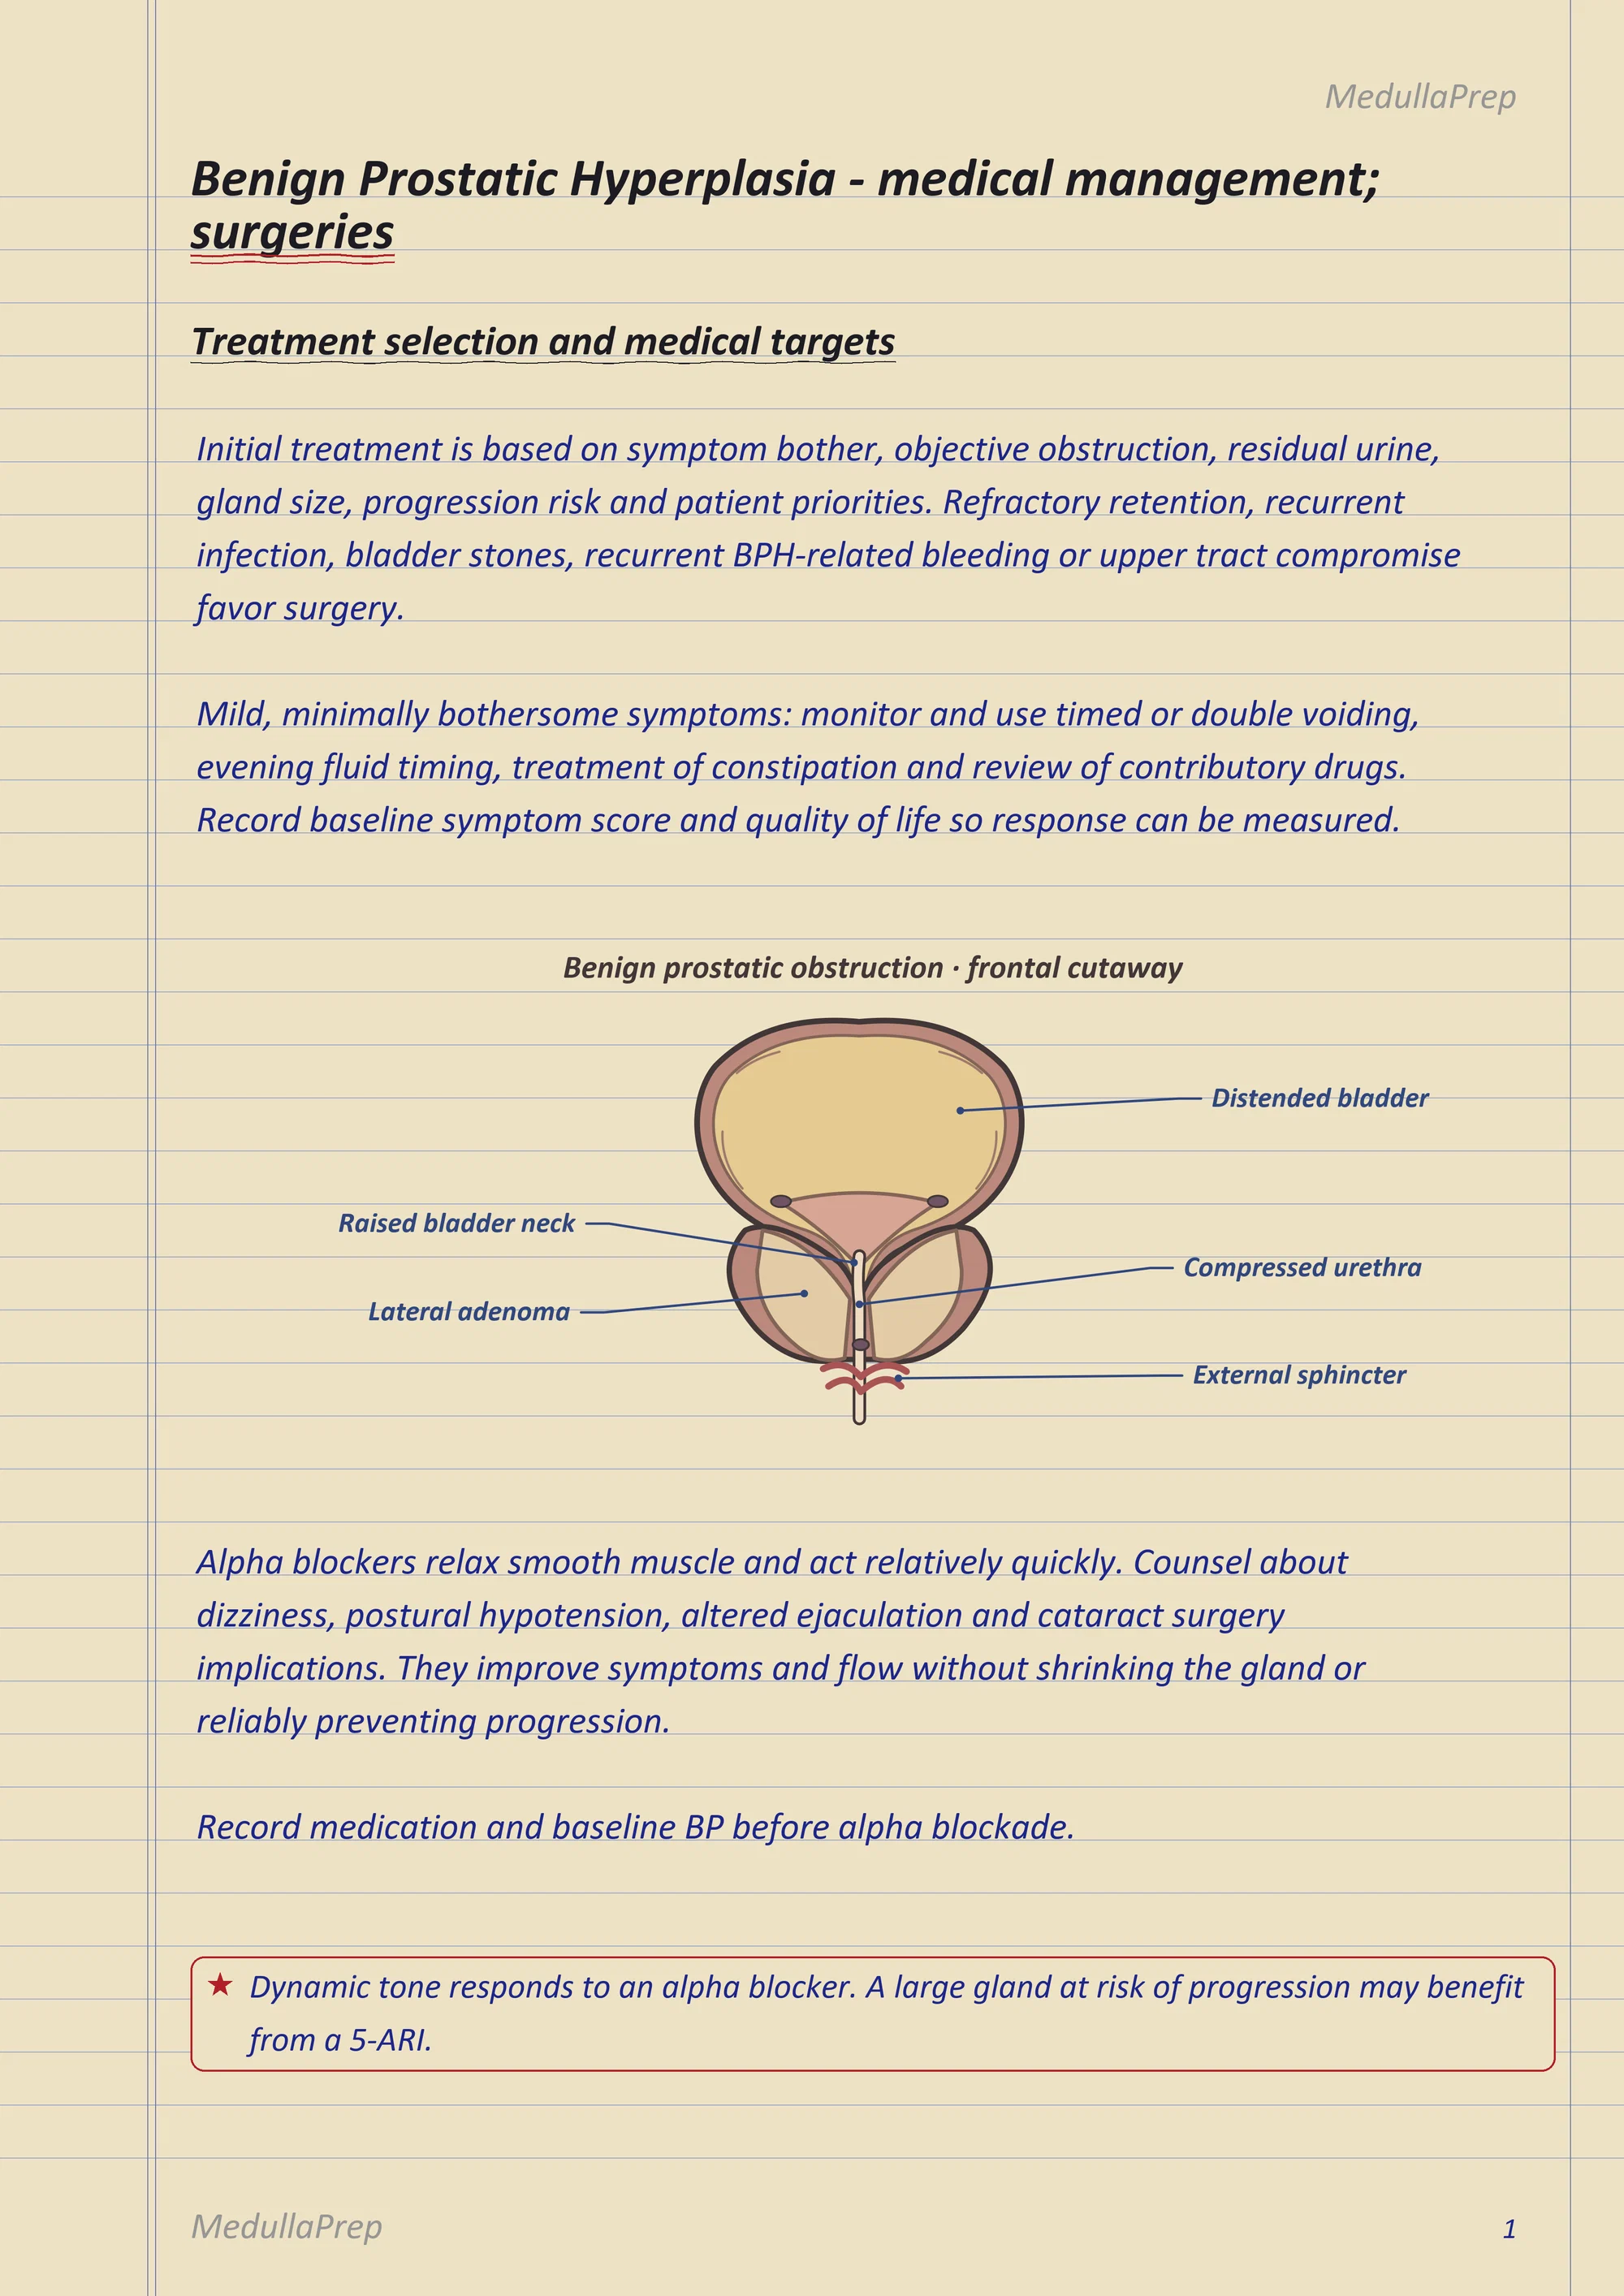 MedullaPrep
Benign Prostatic Hyperplasia - medical management;
surgeries
Treatment selection and medical targets
Initial treatment is based on symptom bother, objective obstruction, residual urine,
gland size, progression risk and patient priorities. Refractory retention, recurrent
infection, bladder stones, recurrent BPH-related bleeding or upper tract compromise
favor surgery.
Mild, minimally bothersome symptoms: monitor and use timed or double voiding,
evening fluid timing, treatment of constipation and review of contributory drugs.
Record baseline symptom score and quality of life so response can be measured.
Benign prostatic obstruction · frontal cutaway
Distended bladder
Raised bladder neck
Compressed urethra
Lateral adenoma
External sphincter
Alpha blockers relax smooth muscle and act relatively quickly. Counsel about
dizziness, postural hypotension, altered ejaculation and cataract surgery
implications. They improve symptoms and flow without shrinking the gland or
reliably preventing progression.
Record medication and baseline BP before alpha blockade.
★ Dynamic tone responds to an alpha blocker. A large gland at risk of progression may benefit
from a 5-ARI.
MedullaPrep
1